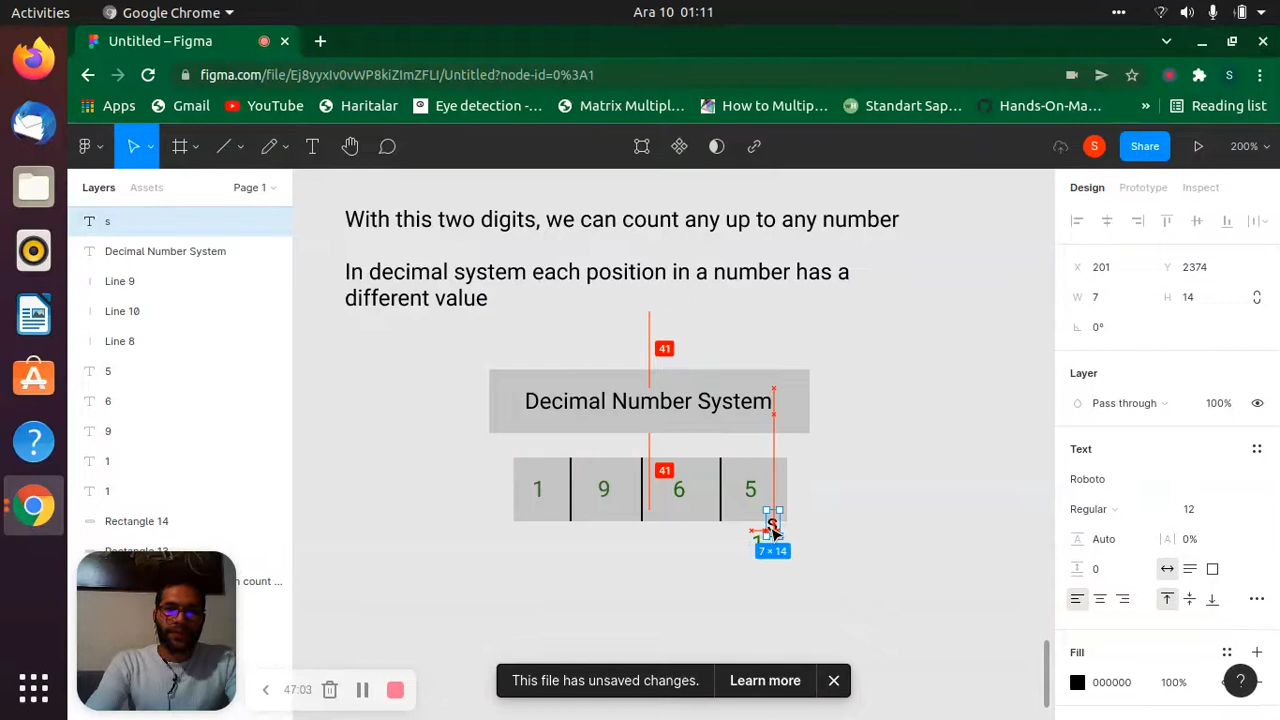 Activities
Google Chrome
Ara 10 01:11
Untitled – Figma
figma.com/file/Ej8yyxIv0vWP8kiZImZFLI/Untitled?node-id=0%3A1
Apps
Gmail
YouTube
Haritalar
Eye detection -...
Matrix Multipl...
How to Multip...
Standart Sap...
Hands-On-Ma...
»
Reading list
S
Share
200%
Layers
Assets
Page 1
s
Decimal Number System
Line 9
Line 10
Line 8
5
6
9
1
1
Rectangle 14
count ...
47:03
With this two digits, we can count any up to any number
In decimal system each position in a number has a
different value
41
Decimal Number System
41
1 9 6 5
s
1
7 × 14
This file has unsaved changes.
Learn more
Design
Prototype
Inspect
X 201 Y 2374
W 7 H 14
0°
Layer
Pass through 100%
Text
Roboto
Regular 12
Auto 0%
0
Fill
000000 100%
?